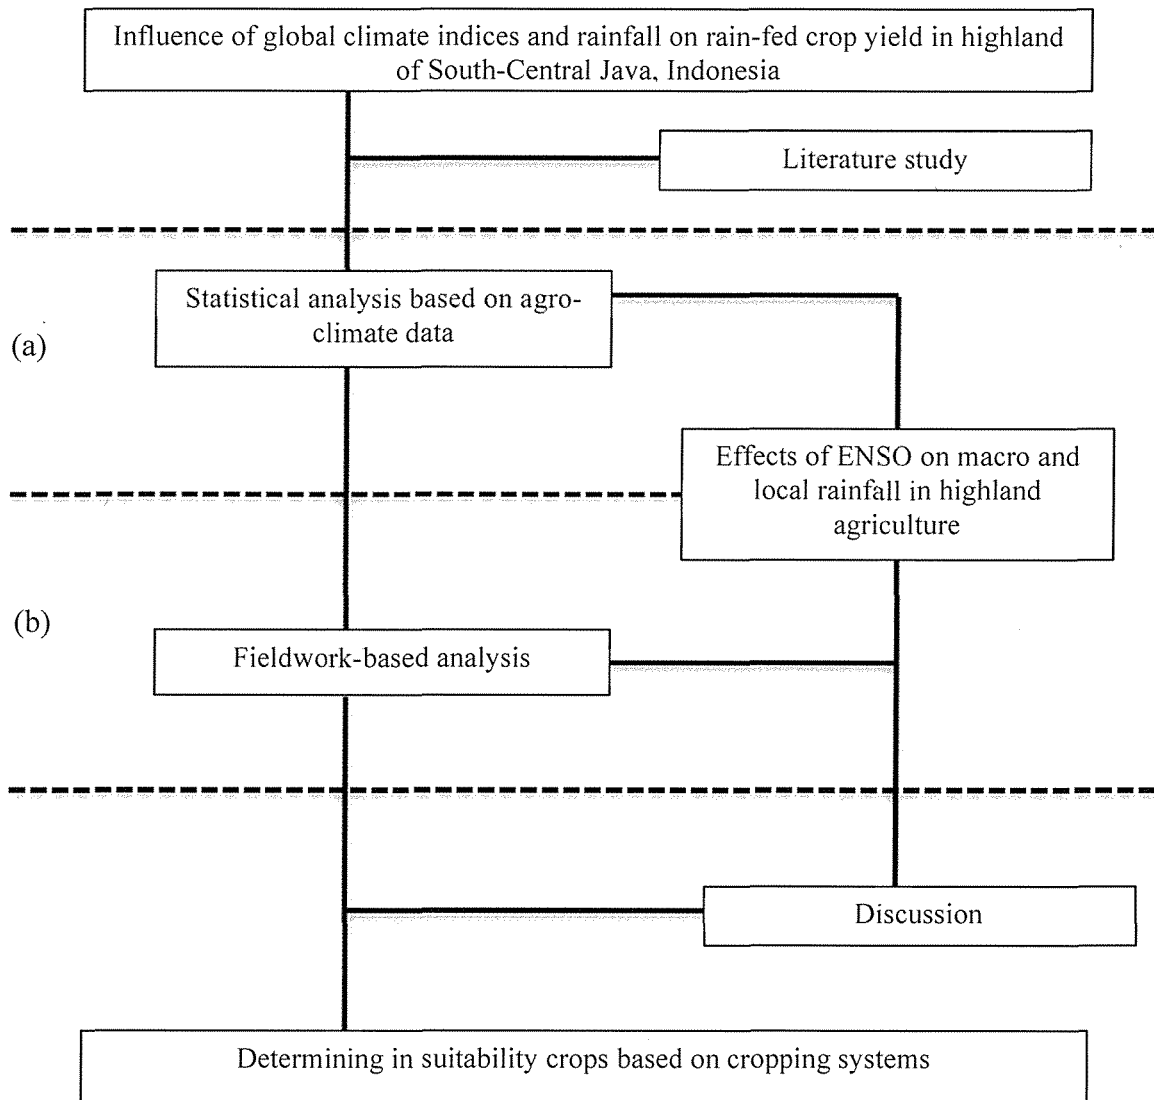 Influence of global climate indices and rainfall on rain-fed crop yield in highland
of South-Central Java, Indonesia
Literature study
Statistical analysis based on agro-
climate data
(a)
Effects of ENSO on macro and
local rainfall in highland
agriculture
(b)
Fieldwork-based analysis
Discussion
Determining in suitability crops based on cropping systems